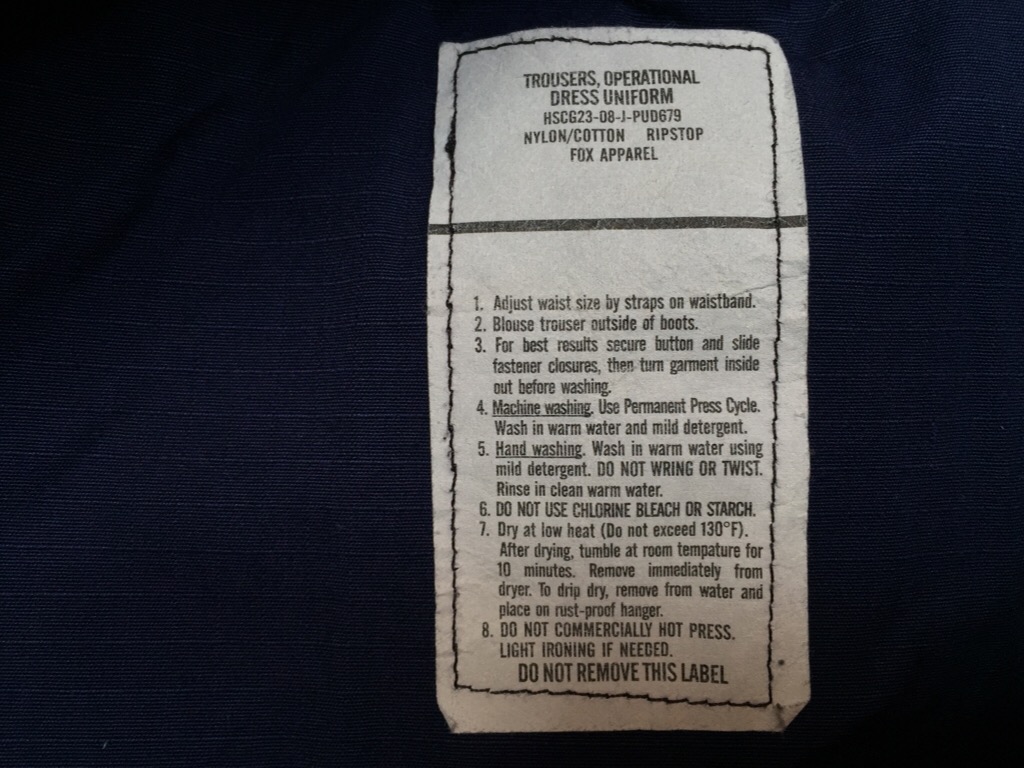 TROUSERS, OPERATIONAL
DRESS UNIFORM
HSCG23-08-J-PUD679
NYLON/COTTON RIPSTOP
FOX APPAREL
1. Adjust waist size by straps on waistband.
2. Blouse trouser outside of boots.
3. For best results secure button and slide
fastener closures, then turn garment inside
out before washing.
4. Machine washing. Use Permanent Press Cycle.
Wash in warm water and mild detergent.
5. Hand washing. Wash in warm water using
mild detergent. DO NOT WRING OR TWIST.
Rinse in clean warm water.
6. DO NOT USE CHLORINE BLEACH OR STARCH.
7. Dry at low heat (Do not exceed 130°F).
After drying, tumble at room tempature for
10 minutes. Remove immediately from
dryer. To drip dry, remove from water and
place on rust-proof hanger.
8. DO NOT COMMERCIALLY HOT PRESS.
LIGHT IRONING IF NEEDED.
DO NOT REMOVE THIS LABEL